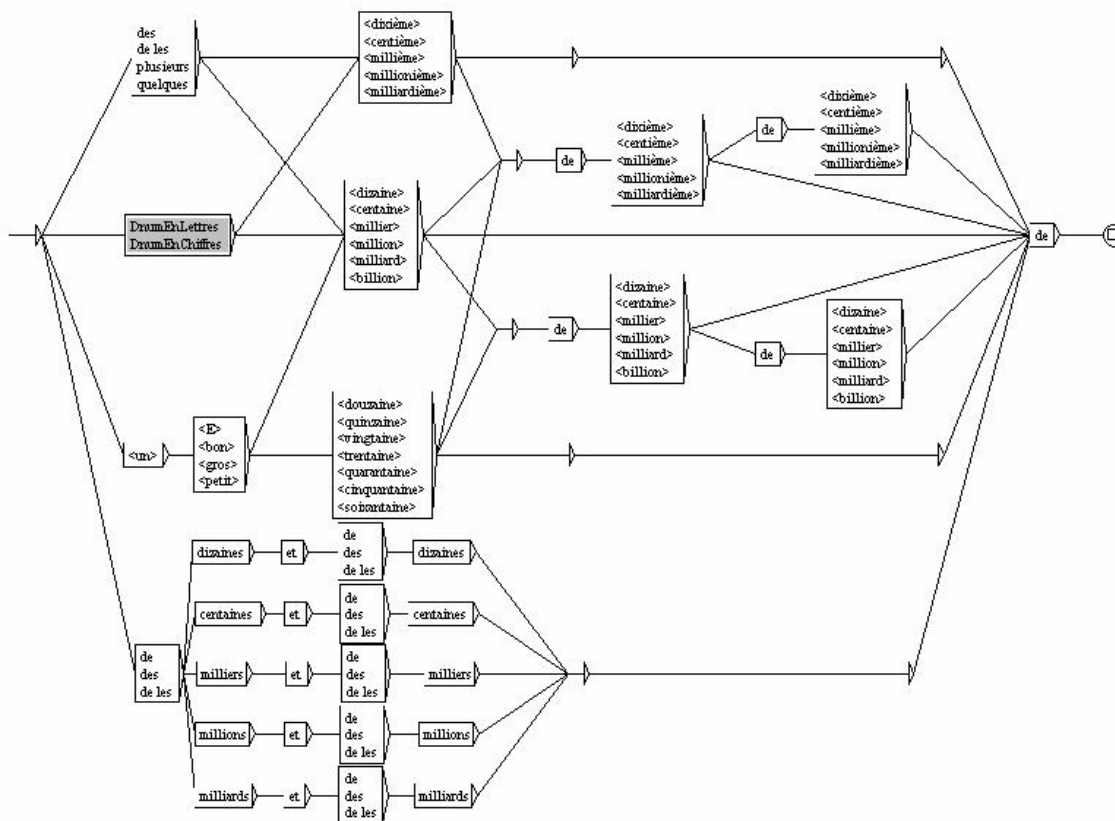 des
de les
plusieurs
quelques
<dixième>
<centième>
<millième>
<millionième>
<milliardième>
<dixième>
<centième>
<millième>
<millionième>
<milliardième>
de
<dixième>
<centième>
<millième>
<millionième>
<milliardième>
de
DnumEnLettres
DnumEnChiffres
<dizaine>
<centaine>
<millier>
<million>
<milliard>
<billion>
de
de
<dizaine>
<centaine>
<millier>
<million>
<milliard>
<billion>
de
<dizaine>
<centaine>
<millier>
<million>
<milliard>
<billion>
<un>
<E>
<bon>
<gros>
<petit>
<douzaine>
<quinzaine>
<vingtaine>
<trentaine>
<quarantaine>
<cinquantaine>
<soixantaine>
de
des
de les
dizaines
et
de
des
de les
dizaines
centaines
et
de
des
de les
centaines
milliers
et
de
des
de les
milliers
millions
et
de
des
de les
millions
milliards
et
de
des
de les
milliards